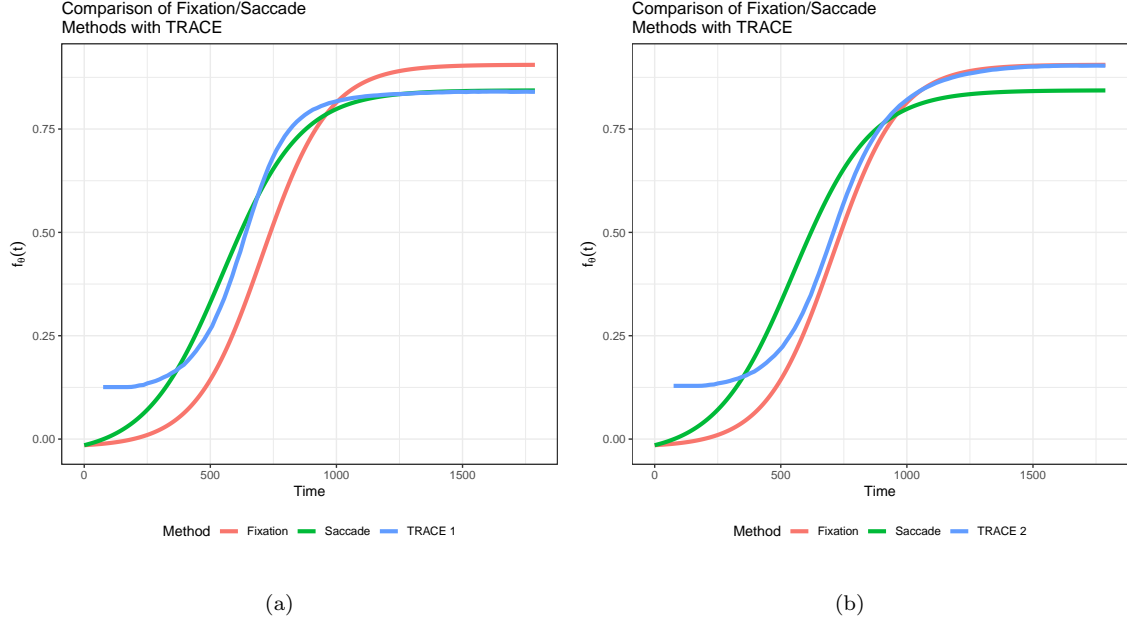 Comparison of Fixation/Saccade
Methods with TRACE
0.75
0.50
0.25
0.00
fθ(t)
0
500
1000
1500
Time
Method Fixation Saccade TRACE 1
(a)
Comparison of Fixation/Saccade
Methods with TRACE
0.75
0.50
0.25
0.00
fθ(t)
0
500
1000
1500
Time
Method Fixation Saccade TRACE 2
(b)